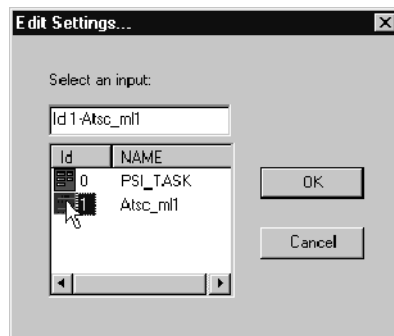 Edit Settings...
Select an input:
Id 1-Atsc_ml1
Id NAME
0 PSI_TASK
1 Atsc_ml1
OK
Cancel